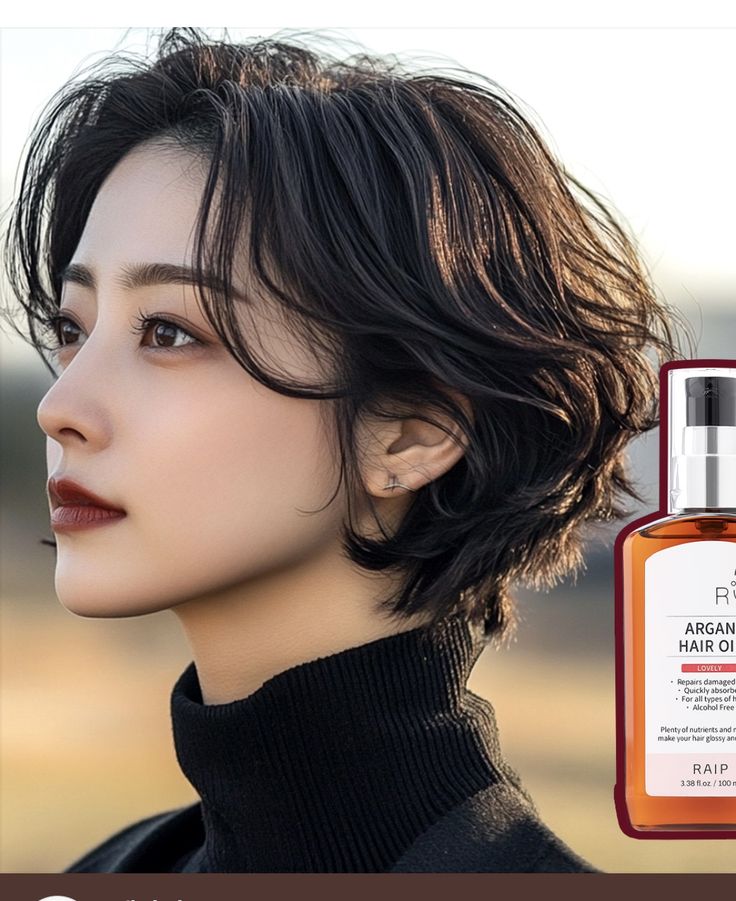 ARGAN
HAIR OI
LOVELY
• Repairs damaged
• Quickly absorbe
• For all types of h
• Alcohol Free
Plenty of nutrients and
make your hair glossy
RAIP
3.38 fl.oz. / 100